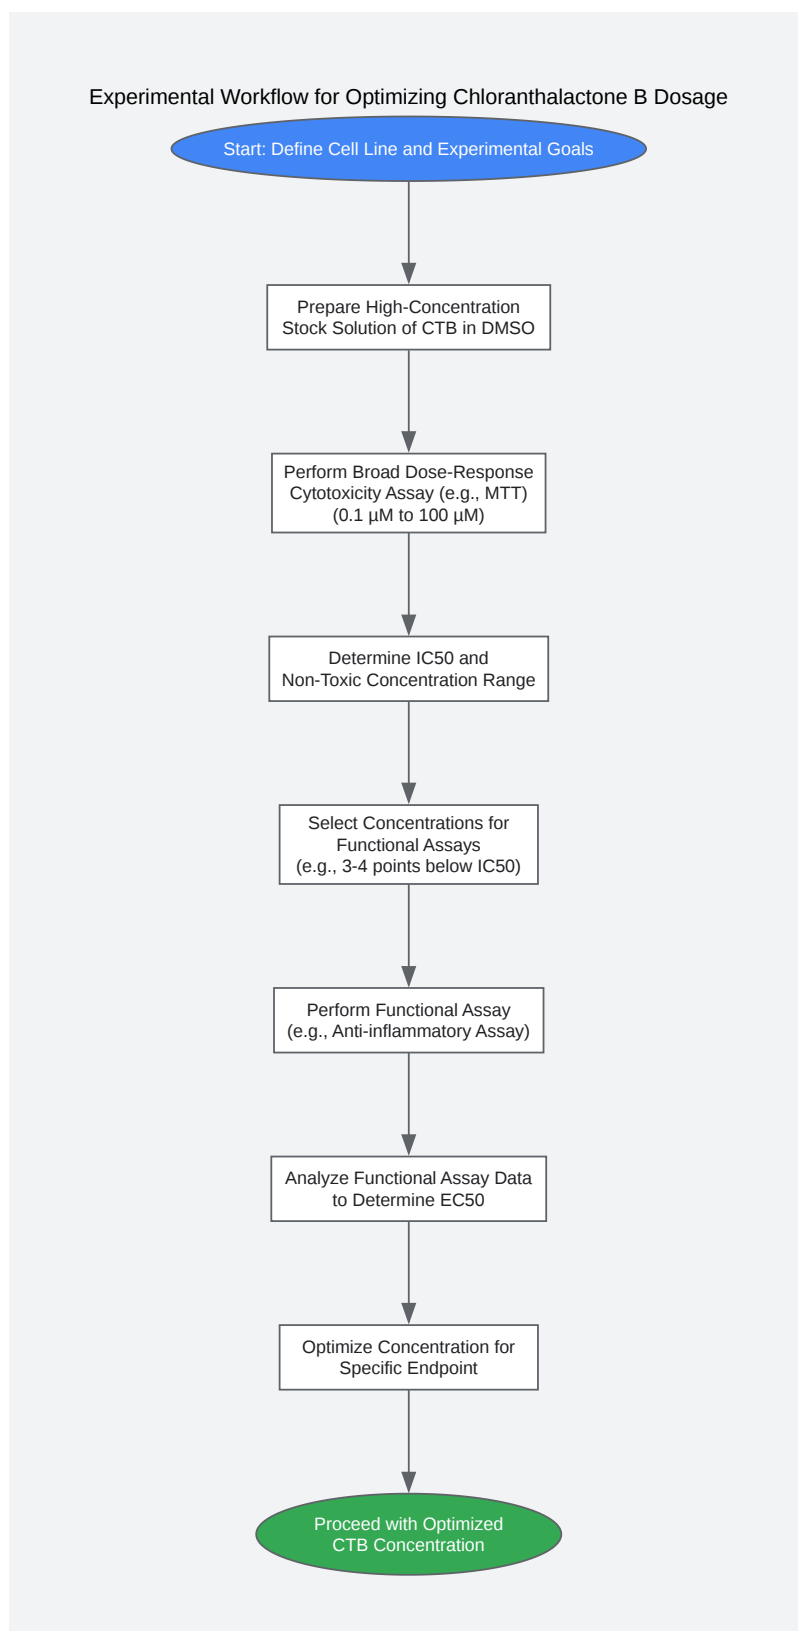 Experimental Workflow for Optimizing Chloranthalactone B Dosage
Start: Define Cell Line and Experimental Goals
Prepare High-Concentration
Stock Solution of CTB in DMSO
Perform Broad Dose-Response
Cytotoxicity Assay (e.g., MTT)
(0.1 µM to 100 µM)
Determine IC50 and
Non-Toxic Concentration Range
Select Concentrations for
Functional Assays
(e.g., 3-4 points below IC50)
Perform Functional Assay
(e.g., Anti-inflammatory Assay)
Analyze Functional Assay Data
to Determine EC50
Optimize Concentration for
Specific Endpoint
Proceed with Optimized
CTB Concentration